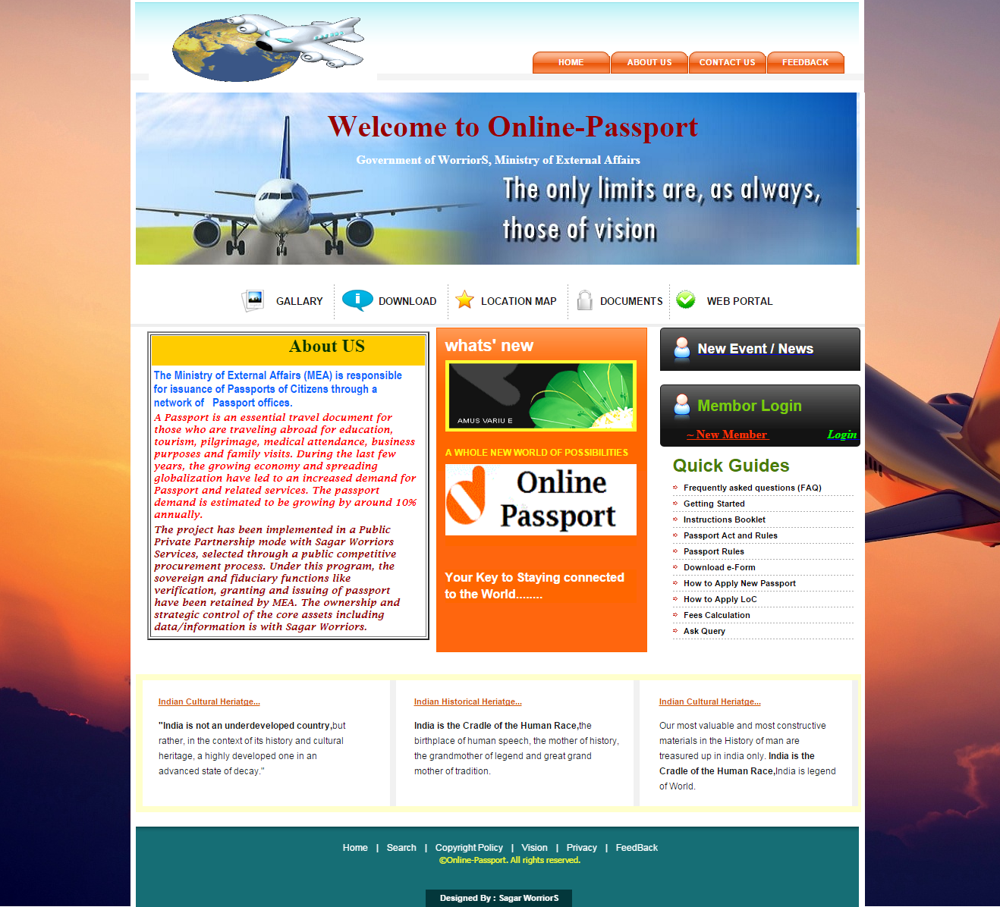 HOME
ABOUT US
CONTACT US
FEEDBACK
Welcome to Online-Passport
Government of WorriorS, Ministry of External Affairs
The only limits are, as always,
those of vision
GALLARY
DOWNLOAD
LOCATION MAP
DOCUMENTS
WEB PORTAL
About US
The Ministry of External Affairs (MEA) is responsible
for issuance of Passports of Citizens through a
network of Passport offices.
A Passport is an essential travel document for
those who are traveling abroad for education,
tourism, pilgrimage, medical attendance, business
purposes and family visits. During the last few
years, the growing economy and spreading
globalization have led to an increased demand for
Passport and related services. The passport
demand is estimated to be growing by around 10%
annually.
The project has been implemented in a Public
Private Partnership mode with Sagar Worriors
Services, selected through a public competitive
procurement process. Under this program, the
sovereign and fiduciary functions like
verification, granting and issuing of passport
have been retained by MEA. The ownership and
strategic control of the core assets including
data/information is with Sagar Worriors.
whats' new
AMUS VARIU E
A WHOLE NEW WORLD OF POSSIBILITIES
Online
Passport
Your Key to Staying connected
to the World........
New Event / News
Membor Login
~ New Member
Login
Quick Guides
Frequently asked questions (FAQ)
Getting Started
Instructions Booklet
Passport Act and Rules
Passport Rules
Download e-Form
How to Apply New Passport
How to Apply LoC
Fees Calculation
Ask Query
Indian Cultural Heriatge...
"India is not an underdeveloped country,but
rather, in the context of its history and cultural
heritage, a highly developed one in an
advanced state of decay."
Indian Historical Heriatge...
India is the Cradle of the Human Race,the
birthplace of human speech, the mother of history,
the grandmother of legend and great grand
mother of tradition.
Indian Cultural Heriatge...
Our most valuable and most constructive
materials in the History of man are
treasured up in india only. India is the
Cradle of the Human Race,India is legend
of World.
Home | Search | Copyright Policy | Vision | Privacy | FeedBack
©Online-Passport. All rights reserved.
Designed By : Sagar WorriorS